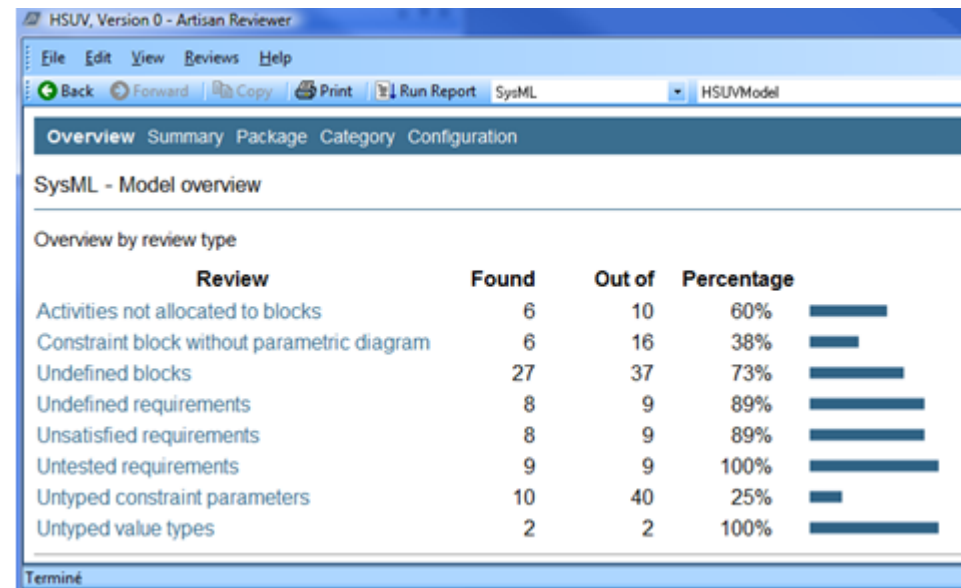 HSUV, Version 0 - Artisan Reviewer
File Edit View Reviews Help
Back Forward Copy Print Run Report SysML HSUVModel
Overview Summary Package Category Configuration
SysML - Model overview
Overview by review type
Review Found Out of Percentage
Activities not allocated to blocks 6 10 60%
Constraint block without parametric diagram 6 16 38%
Undefined blocks 27 37 73%
Undefined requirements 8 9 89%
Unsatisfied requirements 8 9 89%
Untested requirements 9 9 100%
Untyped constraint parameters 10 40 25%
Untyped value types 2 2 100%
Terminé